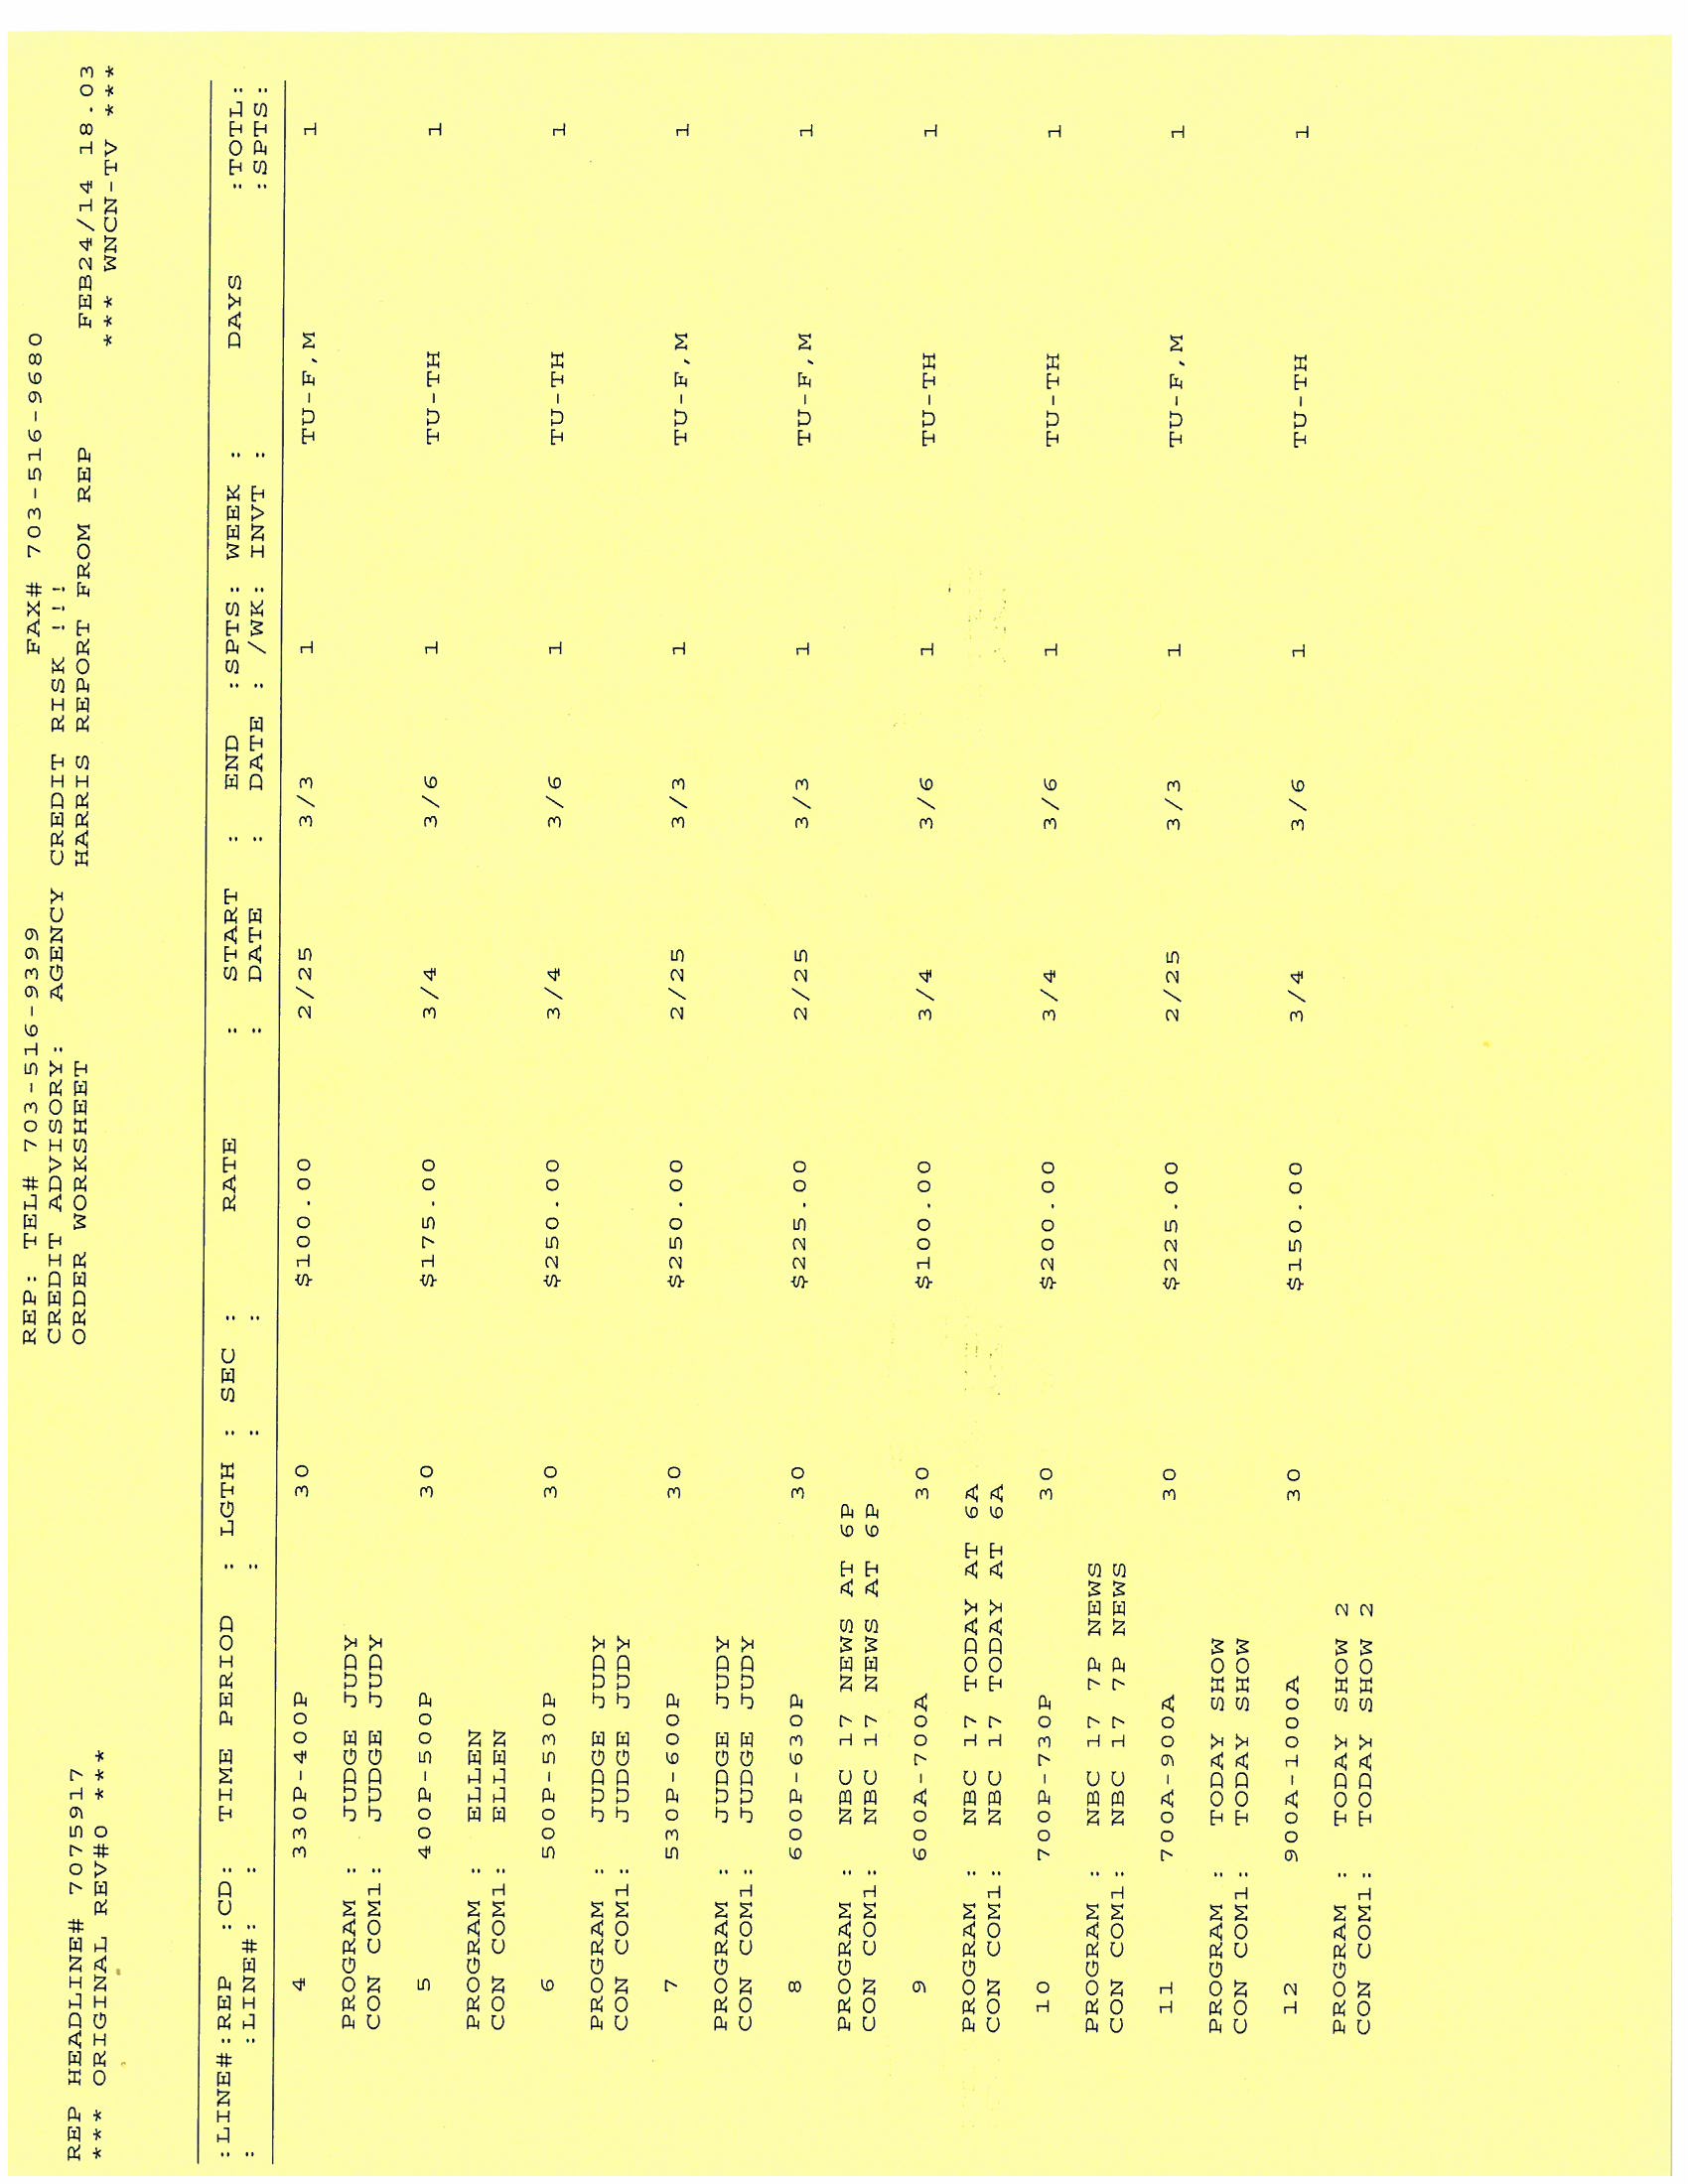 REP: TEL# 703-516-9399 FAX# 703-516-9680
CREDIT ADVISORY: AGENCY CREDIT RISK !!!
REP HEADLINE# 7075917 ORDER WORKSHEET HARRIS REPORT FROM REP FEB24/14 18.03
*** ORIGINAL REV#0 *** *** WNCN-TV ***
:LINE#:REP :CD: TIME PERIOD : LGTH : SEC : RATE : START : END :SPTS: WEEK : DAYS :TOTL:
: :LINE#: : : : : : DATE : DATE : /WK: INVT : :SPTS:
4 330P-400P 30 $100.00 2/25 3/3 1 TU-F,M 1
PROGRAM : JUDGE JUDY
CON COM1: JUDGE JUDY
5 400P-500P 30 $175.00 3/4 3/6 1 TU-TH 1
PROGRAM : ELLEN
CON COM1: ELLEN
6 500P-530P 30 $250.00 3/4 3/6 1 TU-TH 1
PROGRAM : JUDGE JUDY
CON COM1: JUDGE JUDY
7 530P-600P 30 $250.00 2/25 3/3 1 TU-F,M 1
PROGRAM : JUDGE JUDY
CON COM1: JUDGE JUDY
8 600P-630P 30 $225.00 2/25 3/3 1 TU-F,M 1
PROGRAM : NBC 17 NEWS AT 6P
CON COM1: NBC 17 NEWS AT 6P
9 600A-700A 30 $100.00 3/4 3/6 1 TU-TH 1
PROGRAM : NBC 17 TODAY AT 6A
CON COM1: NBC 17 TODAY AT 6A
10 700P-730P 30 $200.00 3/4 3/6 1 TU-TH 1
PROGRAM : NBC 17 7P NEWS
CON COM1: NBC 17 7P NEWS
11 700A-900A 30 $225.00 2/25 3/3 1 TU-F,M 1
PROGRAM : TODAY SHOW
CON COM1: TODAY SHOW
12 900A-1000A 30 $150.00 3/4 3/6 1 TU-TH 1
PROGRAM : TODAY SHOW 2
CON COM1: TODAY SHOW 2